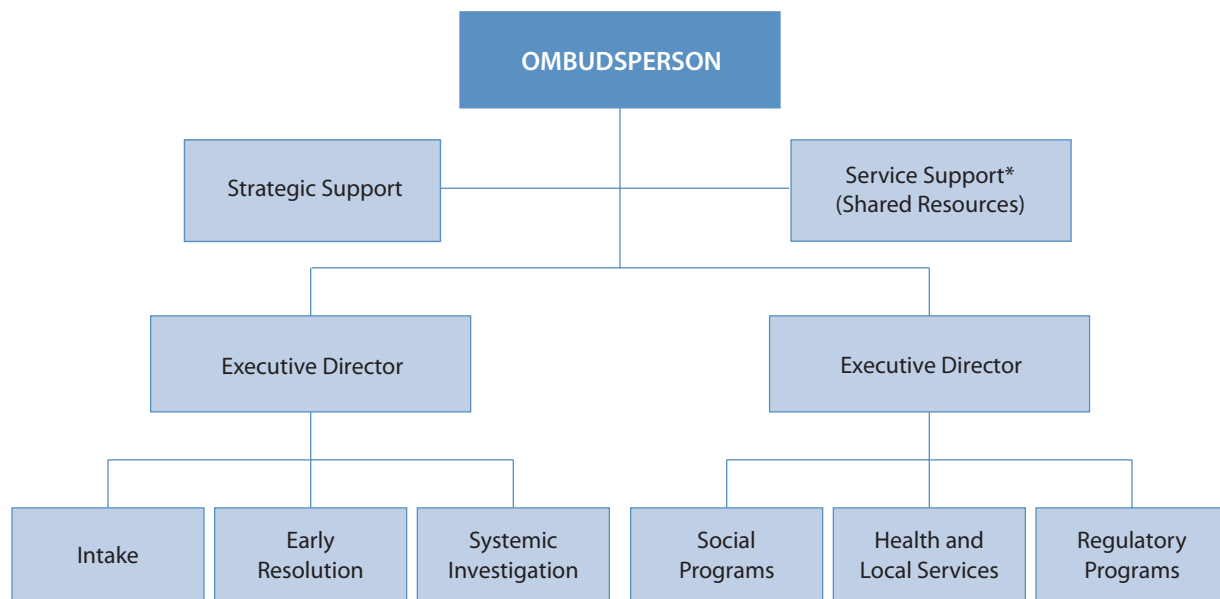 OMBUDSPERSON
Strategic Support
Service Support*
(Shared Resources)
Executive Director
Executive Director
Intake
Early
Resolution
Systemic
Investigation
Social
Programs
Health and
Local Services
Regulatory
Programs